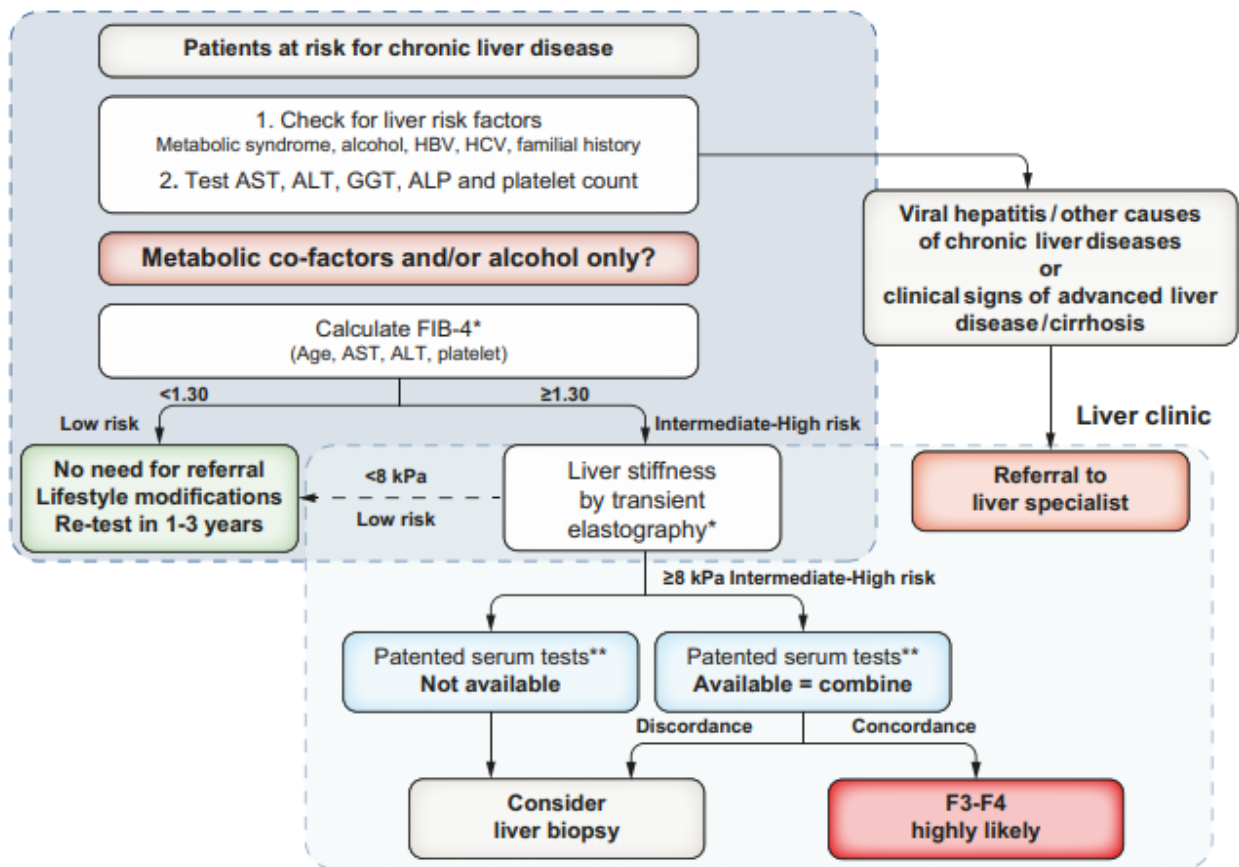 Patients at risk for chronic liver disease
1. Check for liver risk factors
Metabolic syndrome, alcohol, HBV, HCV, familial history
2. Test AST, ALT, GGT, ALP and platelet count
Viral hepatitis / other causes
of chronic liver diseases
or
clinical signs of advanced liver
disease/cirrhosis
Metabolic co-factors and/or alcohol only?
Calculate FIB-4*
(Age, AST, ALT, platelet)
<1.30
≥1.30
Low risk
Intermediate-High risk
Liver clinic
No need for referral
Lifestyle modifications
Re-test in 1-3 years
<8 kPa
Low risk
Liver stiffness
by transient
elastography*
Referral to
liver specialist
≥8 kPa Intermediate-High risk
Patented serum tests**
Not available
Patented serum tests**
Available = combine
Discordance
Concordance
Consider
liver biopsy
F3-F4
highly likely